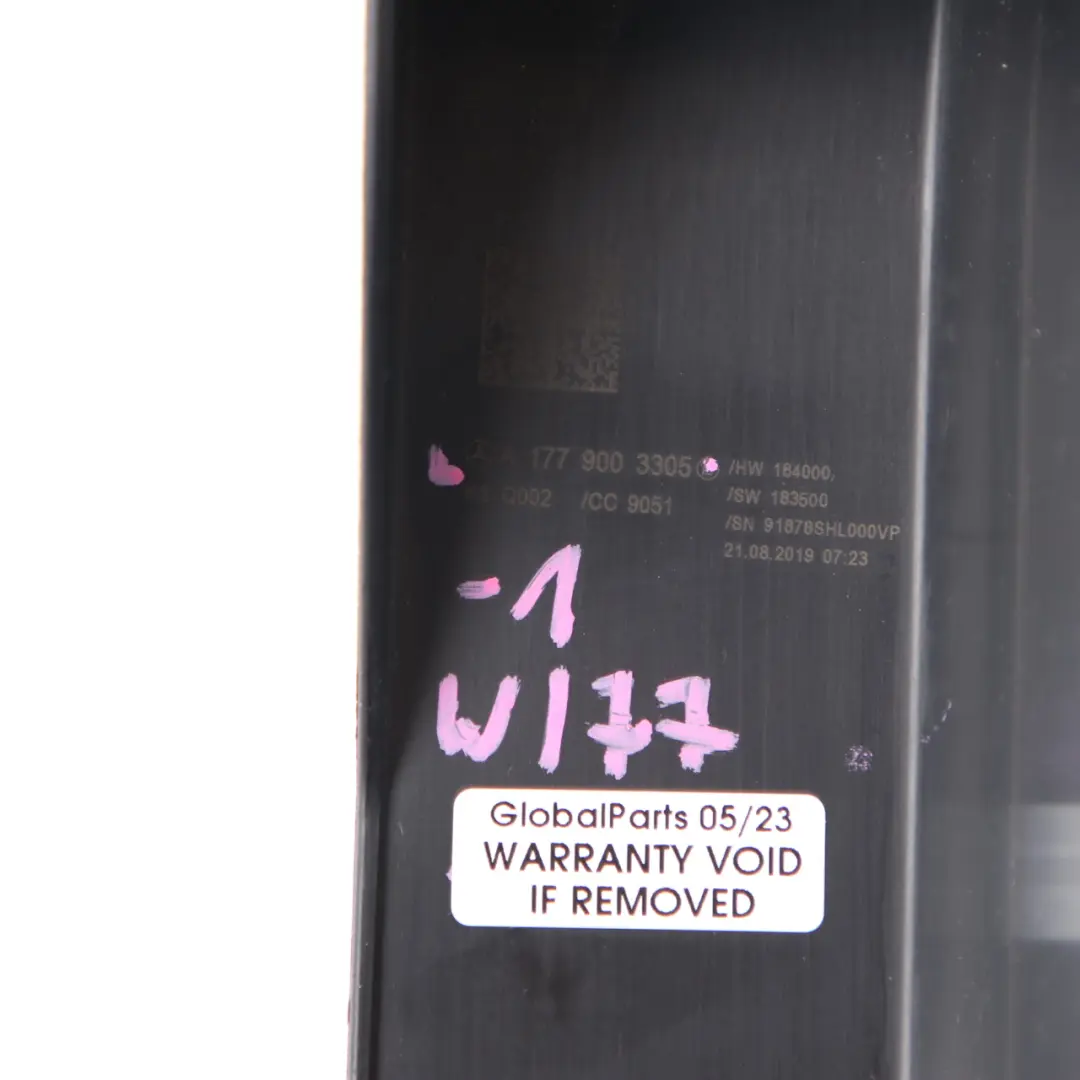 A 177 900 3305 /HW 184000,
Q002 /CC 9051 /SW 183500
/SN 91878SHL000VP
21.08.2019 07:23
-1
W177
GlobalParts 05/23
WARRANTY VOID
IF REMOVED